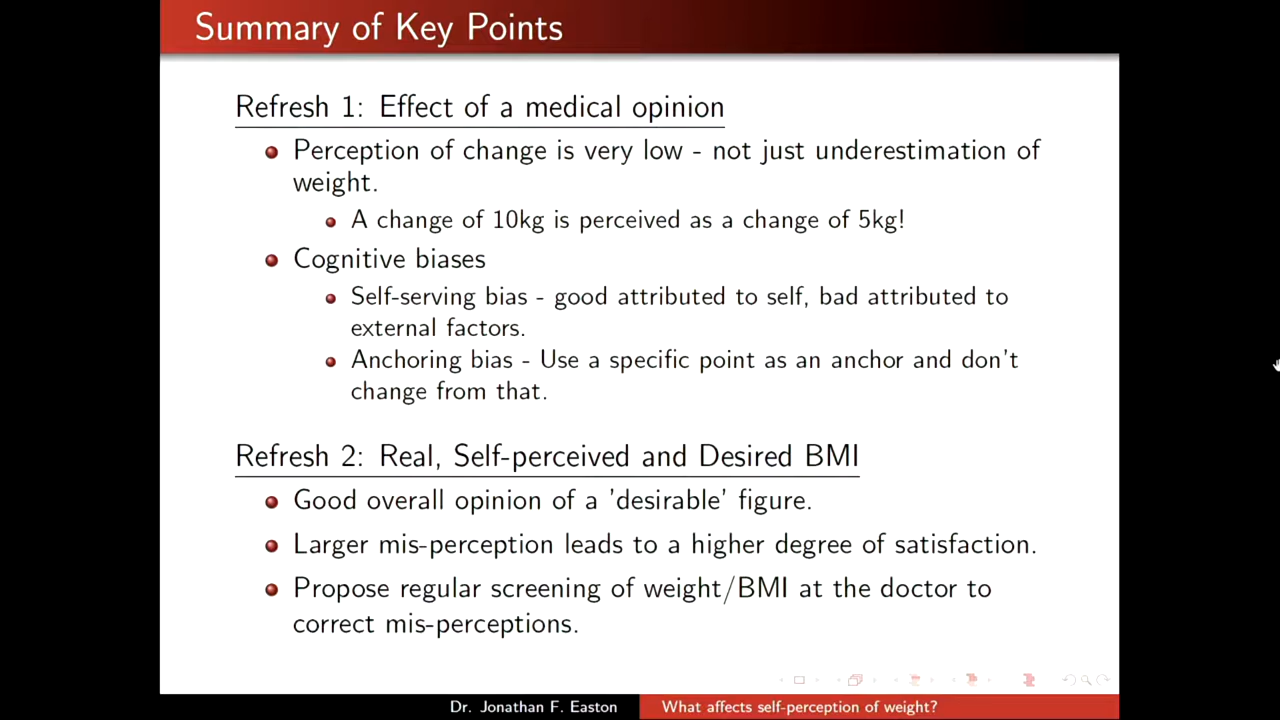 Summary of Key Points
Refresh 1: Effect of a medical opinion
Perception of change is very low - not just underestimation of
weight.
A change of 10kg is perceived as a change of 5kg!
Cognitive biases
Self-serving bias - good attributed to self, bad attributed to
external factors.
Anchoring bias - Use a specific point as an anchor and don't
change from that.
Refresh 2: Real, Self-perceived and Desired BMI
Good overall opinion of a 'desirable' figure.
Larger mis-perception leads to a higher degree of satisfaction.
Propose regular screening of weight/BMI at the doctor to
correct mis-perceptions.
Dr. Jonathan F. Easton
What affects self-perception of weight?